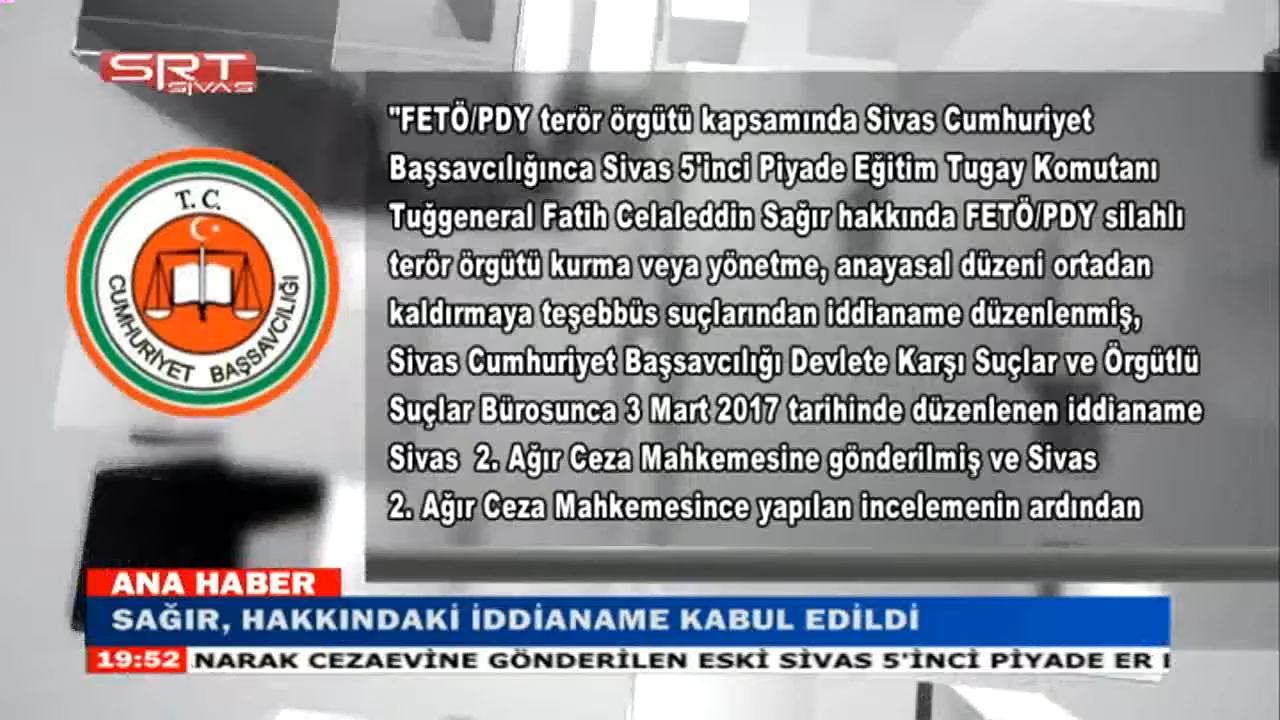 SRT
SİVAS
T. C.
CUMHURİYET BAŞSAVCILIĞI
"FETÖ/PDY terör örgütü kapsamında Sivas Cumhuriyet
Başsavcılığınca Sivas 5'inci Piyade Eğitim Tugay Komutanı
Tuğgeneral Fatih Celaleddin Sağır hakkında FETÖ/PDY silahlı
terör örgütü kurma veya yönetme, anayasal düzeni ortadan
kaldırmaya teşebbüs suçlarından iddianame düzenlenmiş,
Sivas Cumhuriyet Başsavcılığı Devlete Karşı Suçlar ve Örgütlü
Suçlar Bürosunca 3 Mart 2017 tarihinde düzenlenen iddianame
Sivas 2. Ağır Ceza Mahkemesine gönderilmiş ve Sivas
2. Ağır Ceza Mahkemesince yapılan incelemenin ardından
ANA HABER
SAĞIR, HAKKINDAKİ İDDİANAME KABUL EDİLDİ
19:52 NARAK CEZAEVİNE GÖNDERİLEN ESKİ SİVAS 5'İNCİ PİYADE ER